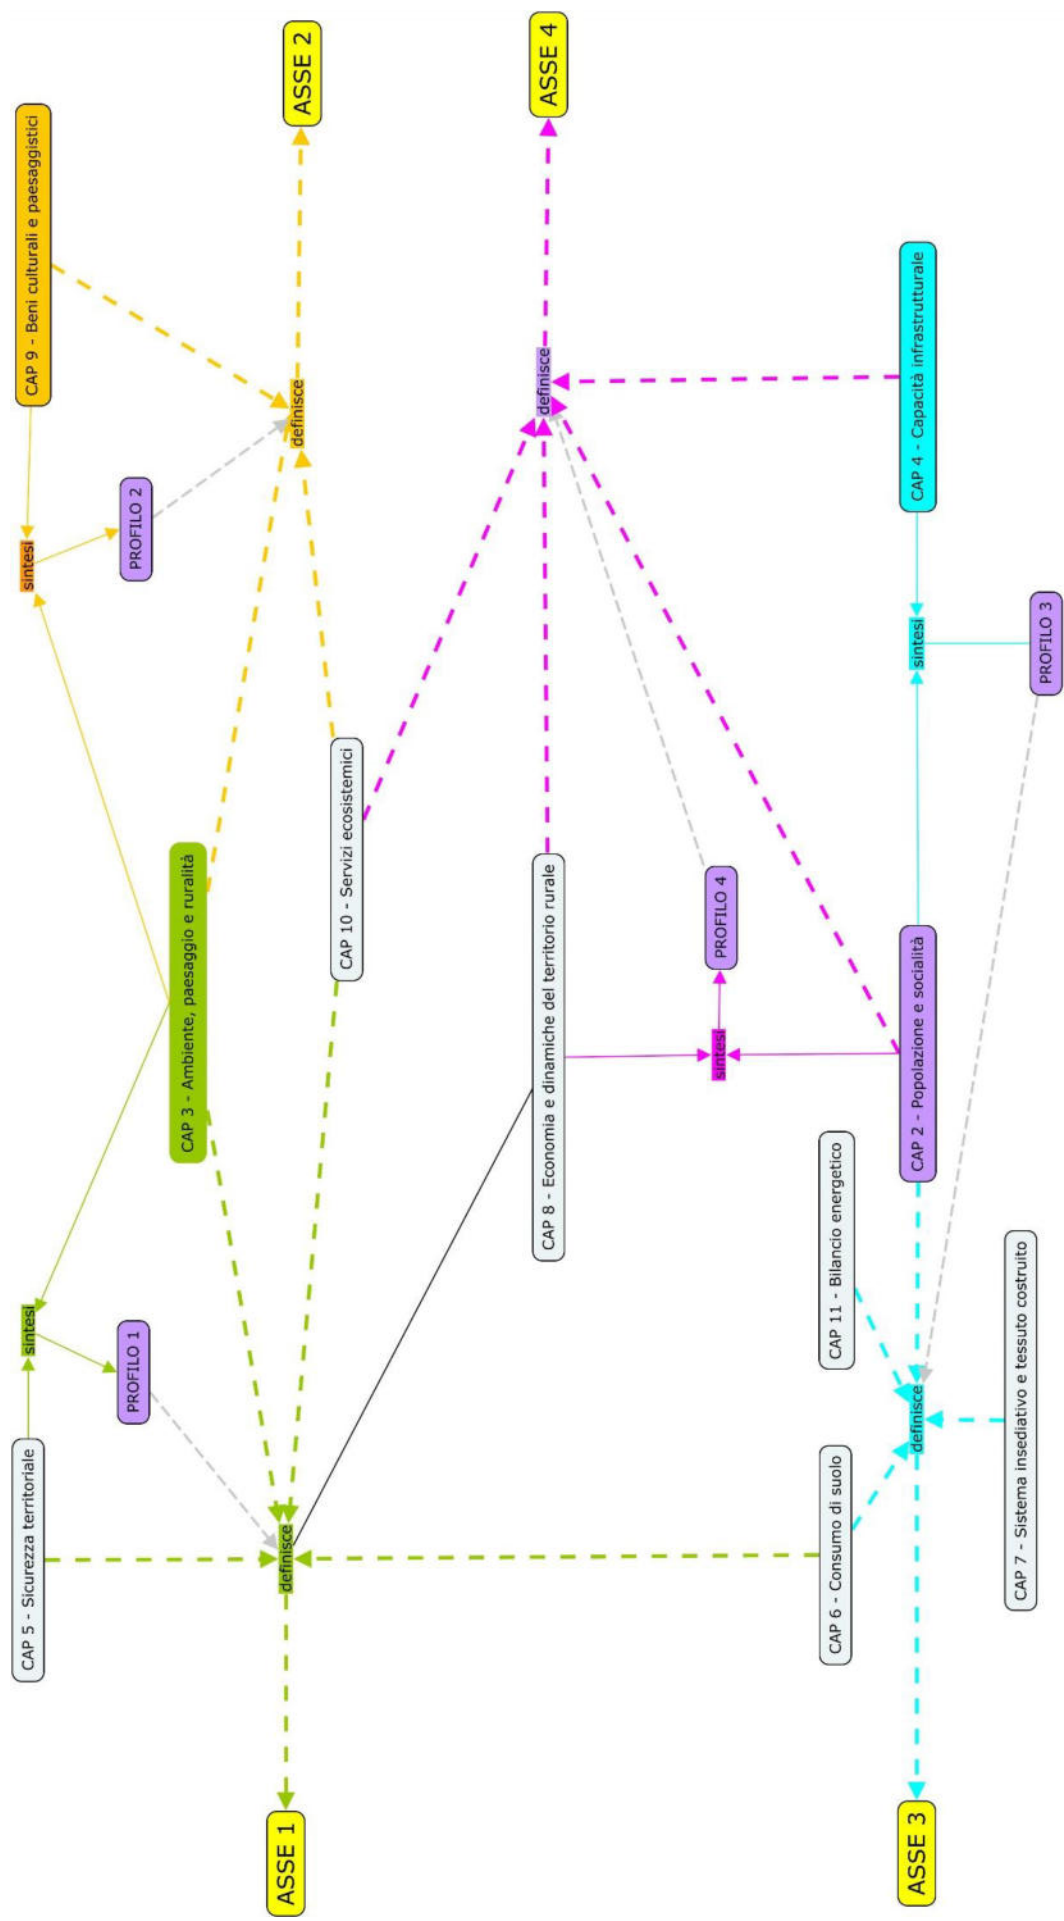 CAP 5 - Sicurezza territoriale
sintesi
sintesi
CAP 9 - Beni culturali e paesaggistici
PROFILO 1
PROFILO 2
CAP 3 - Ambiente, paesaggio e ruralità
ASSE 1
definisce
definisce
ASSE 2
CAP 10 - Servizi ecosistemici
CAP 8 - Economia e dinamiche del territorio rurale
definisce
ASSE 4
sintesi
PROFILO 4
CAP 6 - Consumo di suolo
CAP 11 - Bilancio energetico
ASSE 3
definisce
CAP 2 - Popolazione e socialità
sintesi
CAP 4 - Capacità infrastrutturale
CAP 7 - Sistema insediativo e tessuto costruito
PROFILO 3